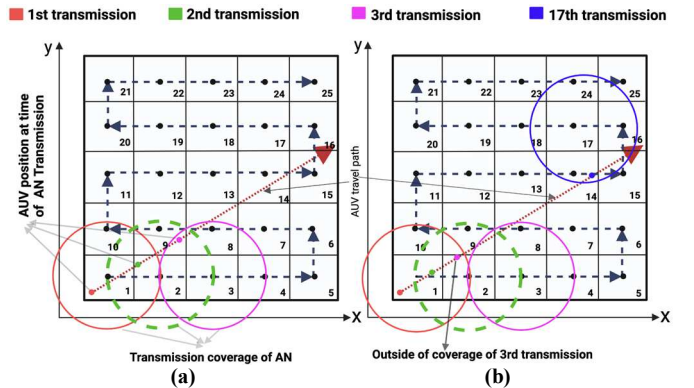 1st transmission 2nd transmission 3rd transmission 17th transmission
y
y
AUV position at time
of AN Transmission
AUV travel path
21 22 23 24 25
20 19 18 17 16
11 12 13 14 15
10 9 8 7 6
1 2 3 4 5
X
21 22 23 24 25
20 19 18 17 16
11 12 13 14 15
10 9 8 7 6
1 2 3 4 5
X
Transmission coverage of AN
Outside of coverage of 3rd transmission
(a)
(b)